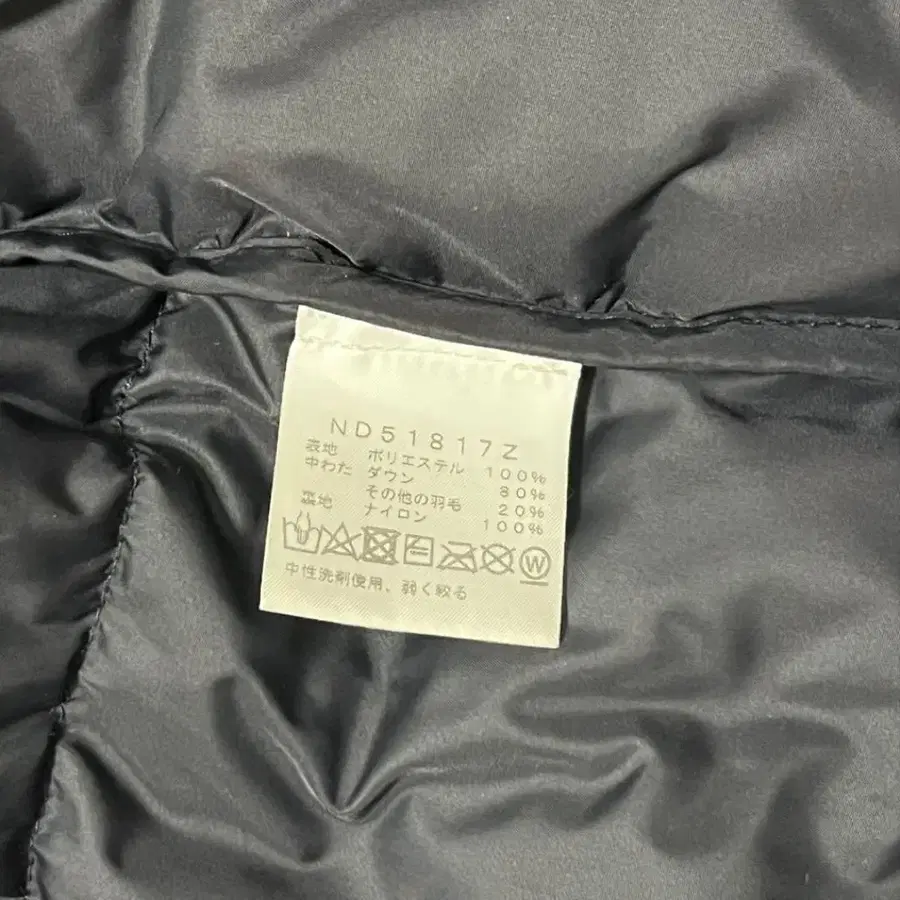 ND51817Z
表地 ポリエステル 100%
中わた ダウン 80%
その他の羽毛 20%
裏地 ナイロン 100%
W
中性洗剤使用、弱く絞る